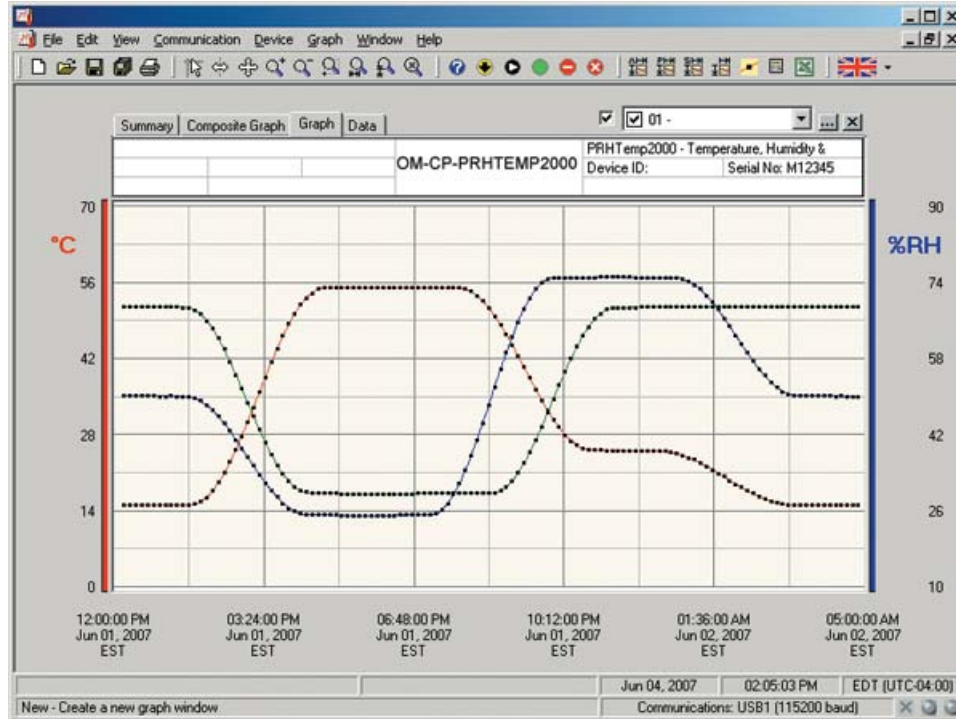 File Edit View Communication Device Graph Window Help
Summary Composite Graph Graph Data 01 -
PRHTemp2000 - Temperature, Humidity &
OM-CP-PRHTEMP2000 Device ID: Serial No: M12345
70 90
°C %RH
56 74
42 58
28 42
14 26
0 10
12:00:00 PM 03:24:00 PM 06:48:00 PM 10:12:00 PM 01:36:00 AM 05:00:00 AM
Jun 01, 2007 Jun 01, 2007 Jun 01, 2007 Jun 01, 2007 Jun 02, 2007 Jun 02, 2007
EST EST EST EST EST EST
Jun 04, 2007 02:05:03 PM EDT (UTC-04:00)
New - Create a new graph window Communications: USB1 (115200 baud)